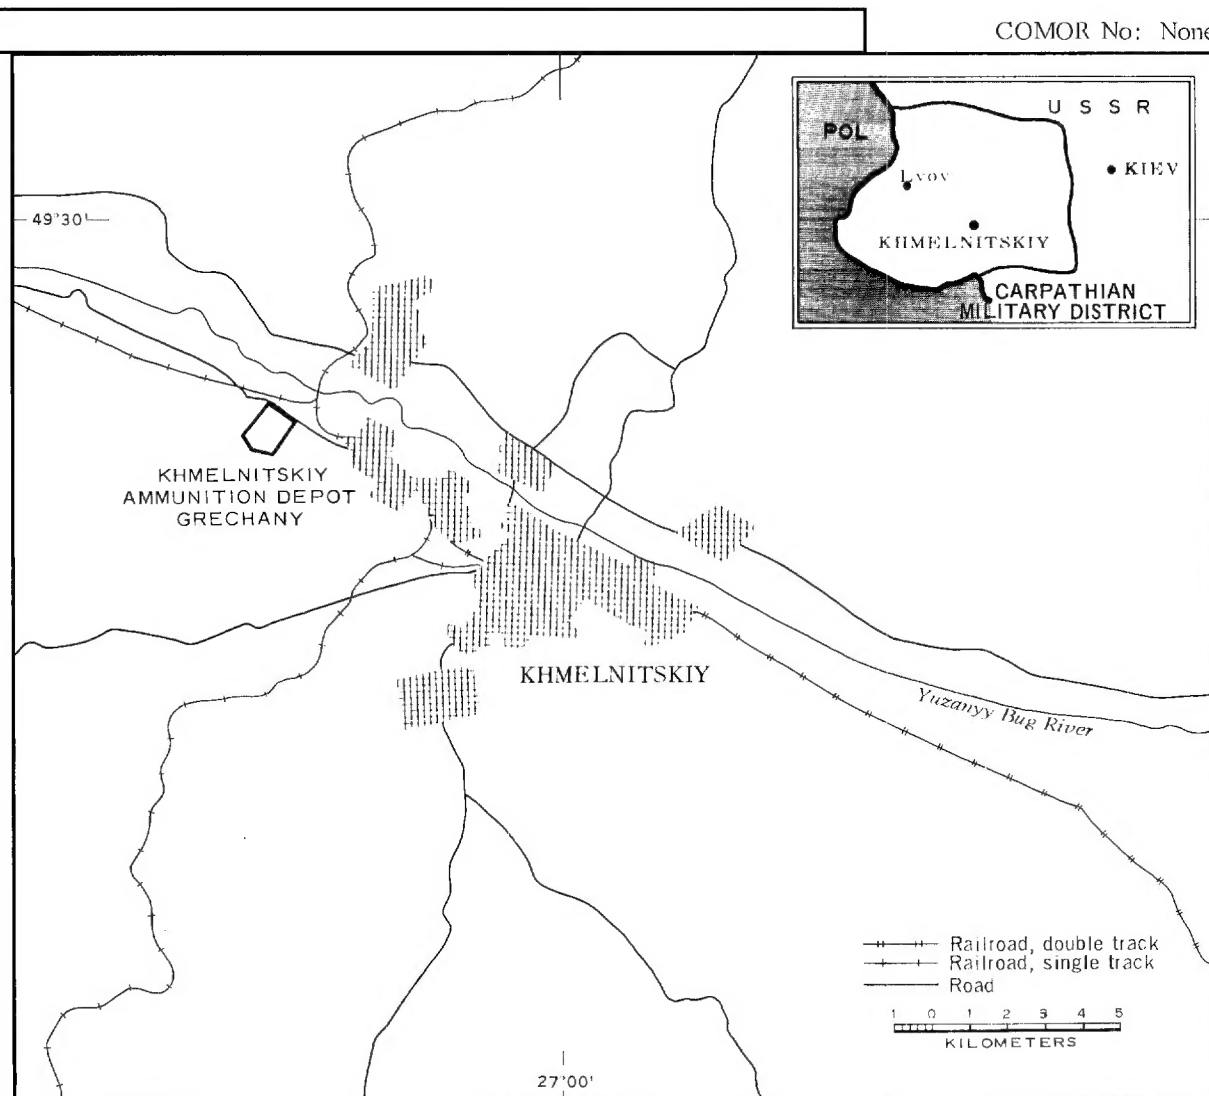 COMOR No: None
49°30'
USSR
POL
KIEV
Lvov
KHMELNITSKIY
CARPATHIAN
MILITARY DISTRICT
KHMELNITSKIY
AMMUNITION DEPOT
GRECHANY
KHMELNITSKIY
Yuzanyy Bug River
Railroad, double track
Railroad, single track
Road
1 0 1 2 3 4 5
KILOMETERS
27°00'